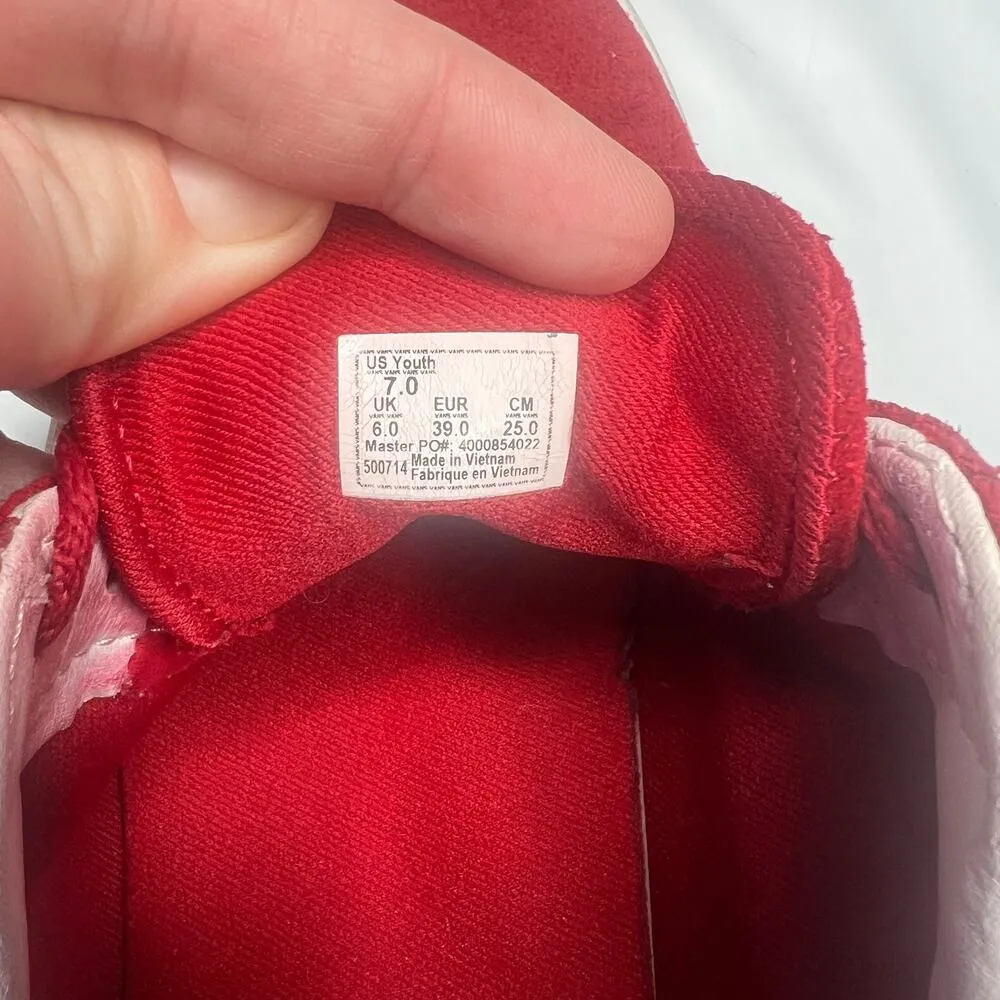 US Youth
7.0
UK EUR CM
6.0 39.0 25.0
Master PO#: 4000854022
500714 Made in Vietnam
Fabrique en Vietnam